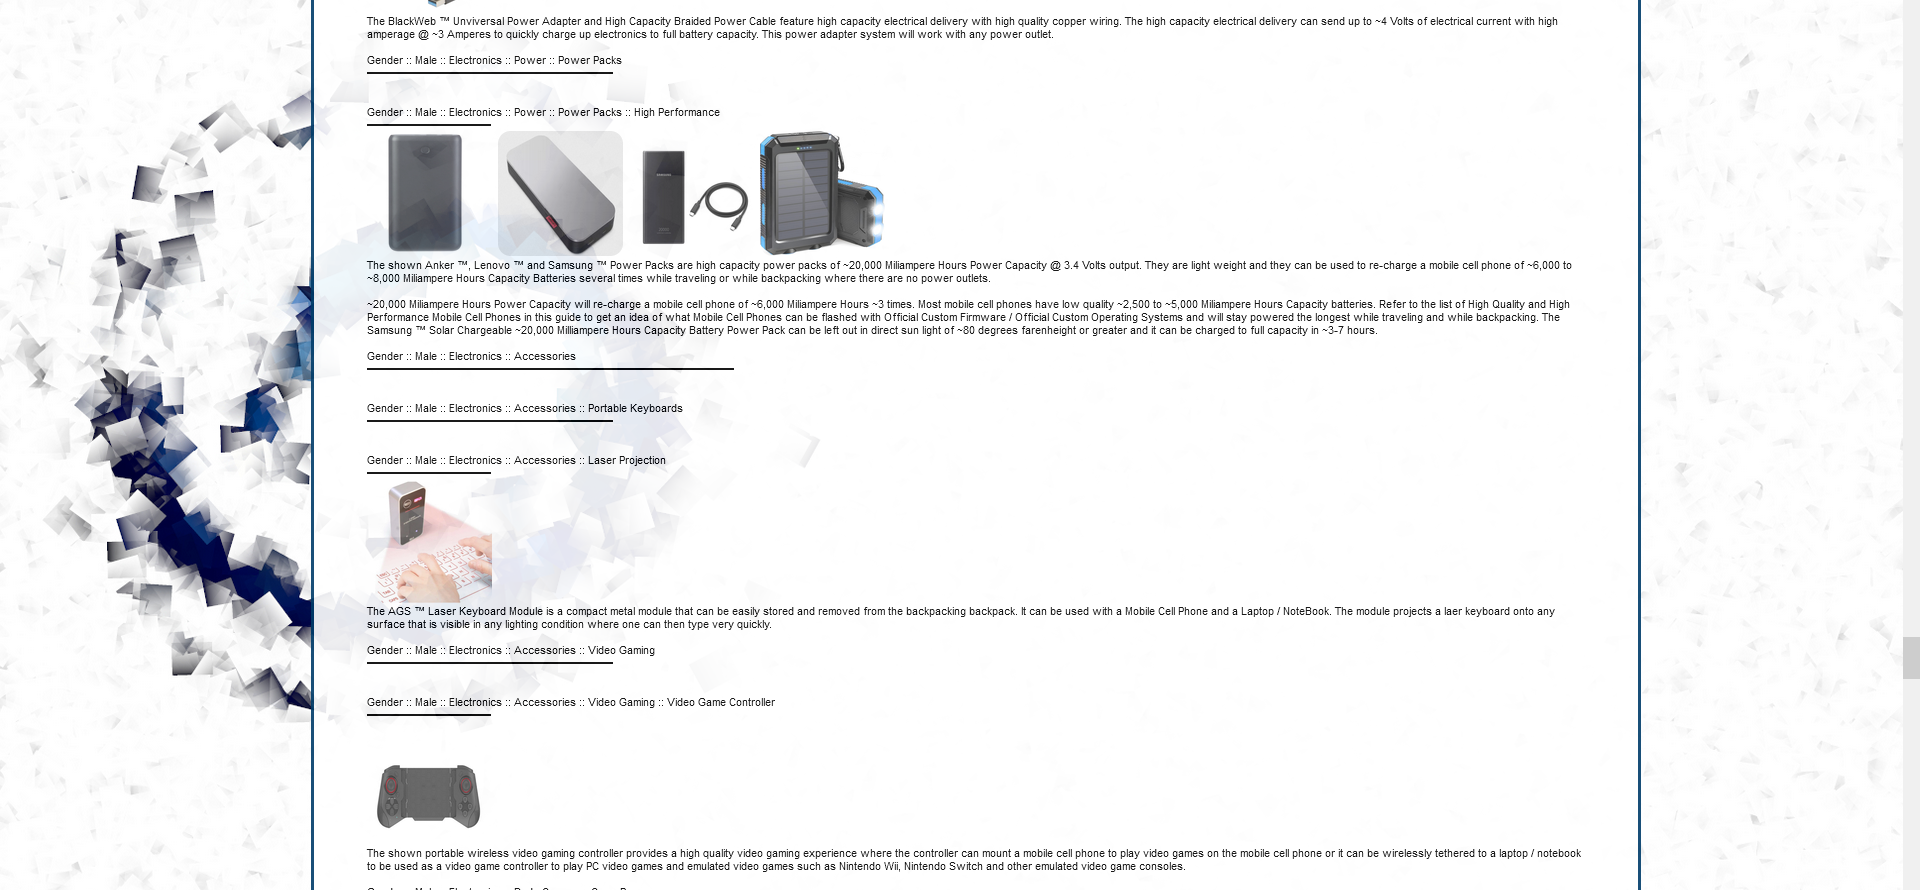 The BlackWeb ™ Unviversal Power Adapter and High Capacity Braided Power Cable feature high capacity electrical delivery with high quality copper wiring. The high capacity electrical delivery can send up to ~4 Volts of electrical current with high
amperage @ ~3 Amperes to quickly charge up electronics to full battery capacity. This power adapter system will work with any power outlet.
Gender :: Male :: Electronics :: Power :: Power Packs
Gender :: Male :: Electronics :: Power :: Power Packs :: High Performance
The shown Anker ™, Lenovo ™ and Samsung ™ Power Packs are high capacity power packs of ~20,000 Miliampere Hours Power Capacity @ 3.4 Volts output. They are light weight and they can be used to re-charge a mobile cell phone of ~6,000 to
~8,000 Miliampere Hours Capacity Batteries several times while traveling or while backpacking where there are no power outlets.
~20,000 Miliampere Hours Power Capacity will re-charge a mobile cell phone of ~6,000 Miliampere Hours ~3 times. Most mobile cell phones have low quality ~2,500 to ~5,000 Miliampere Hours Capacity batteries. Refer to the list of High Quality and High
Performance Mobile Cell Phones in this guide to get an idea of what Mobile Cell Phones can be flashed with Official Custom Firmware / Official Custom Operating Systems and will stay powered the longest while traveling and while backpacking. The
Samsung ™ Solar Chargeable ~20,000 Milliampere Hours Capacity Battery Power Pack can be left out in direct sun light of ~80 degrees farenheight or greater and it can be charged to full capacity in ~3-7 hours.
Gender :: Male :: Electronics :: Accessories
Gender :: Male :: Electronics :: Accessories :: Portable Keyboards
Gender :: Male :: Electronics :: Accessories :: Laser Projection
The AGS ™ Laser Keyboard Module is a compact metal module that can be easily stored and removed from the backpacking backpack. It can be used with a Mobile Cell Phone and a Laptop / NoteBook. The module projects a laer keyboard onto any
surface that is visible in any lighting condition where one can then type very quickly.
Gender :: Male :: Electronics :: Accessories :: Video Gaming
Gender :: Male :: Electronics :: Accessories :: Video Gaming :: Video Game Controller
The shown portable wireless video gaming controller provides a high quality video gaming experience where the controller can mount a mobile cell phone to play video games on the mobile cell phone or it can be wirelessly tethered to a laptop / notebook
to be used as a video game controller to play PC video games and emulated video games such as Nintendo Wii, Nintendo Switch and other emulated video game consoles.